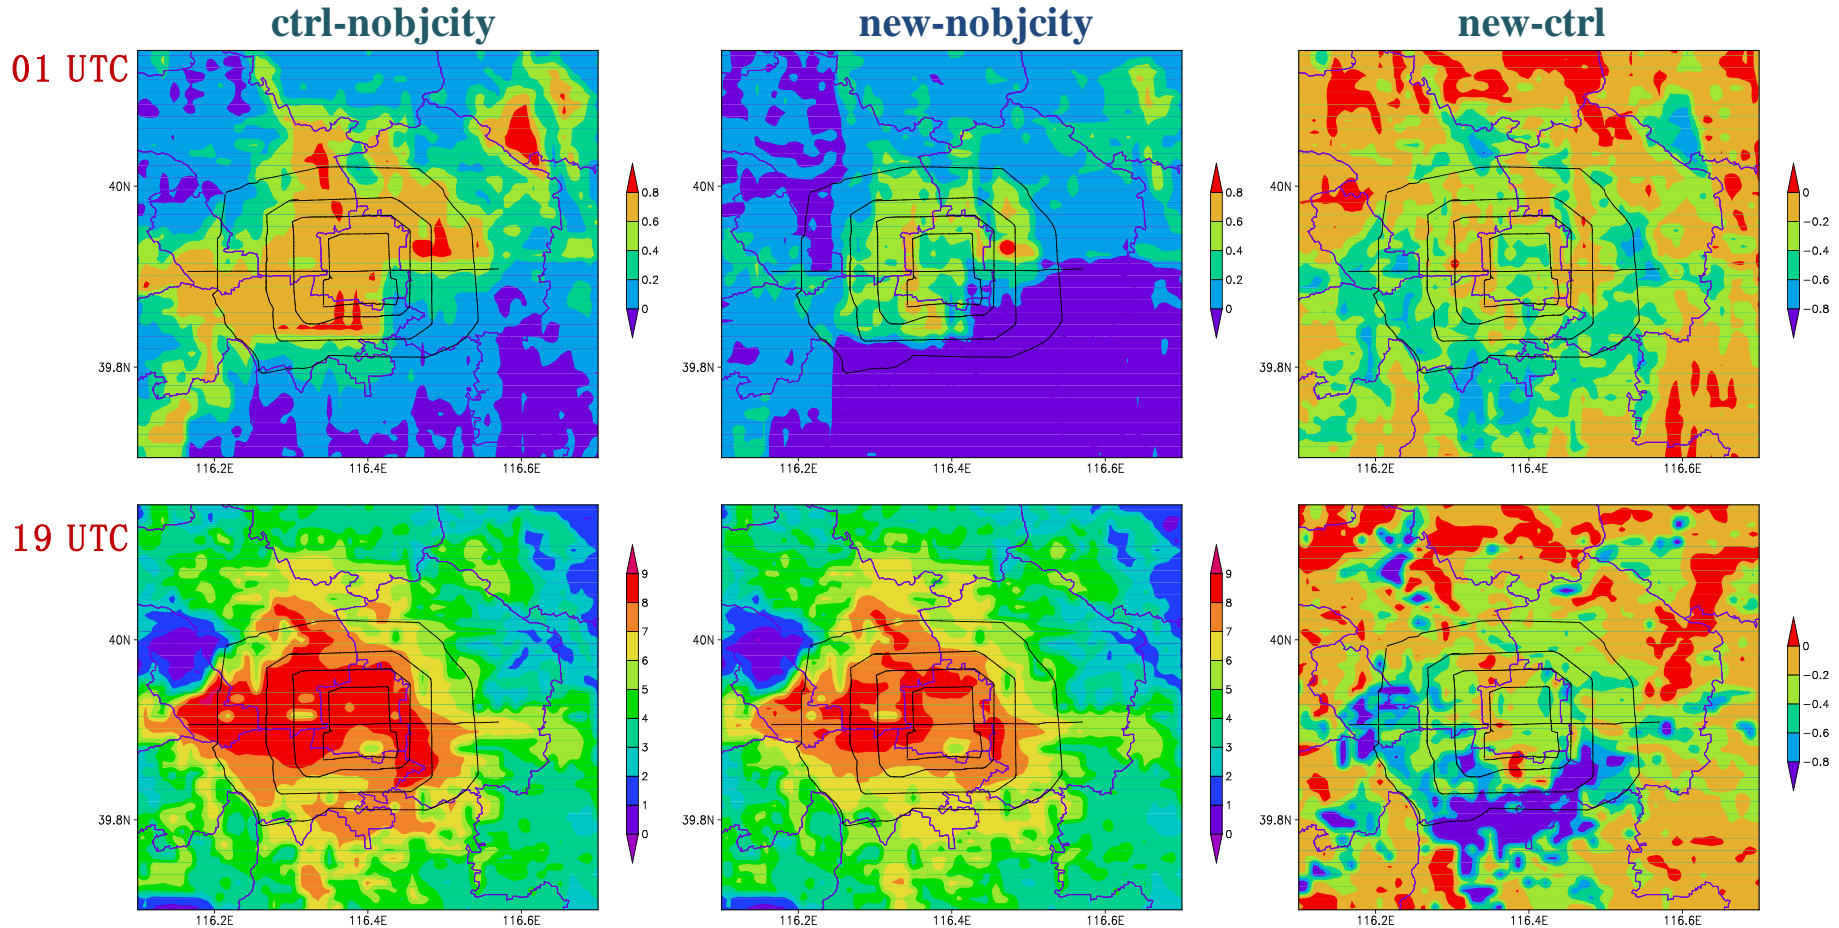 ctrl-nobjcity new-nobjcity new-ctrl
01 UTC
40N
39.8N
116.2E 116.4E 116.6E
0.8
0.6
0.4
0.2
0
40N
39.8N
116.2E 116.4E 116.6E
0.8
0.6
0.4
0.2
0
40N
39.8N
116.2E 116.4E 116.6E
0
−0.2
−0.4
−0.6
−0.8
19 UTC
40N
39.8N
116.2E 116.4E 116.6E
9
8
7
6
5
4
3
2
1
0
40N
39.8N
116.2E 116.4E 116.6E
9
8
7
6
5
4
3
2
1
0
40N
39.8N
116.2E 116.4E 116.6E
0
−0.2
−0.4
−0.6
−0.8